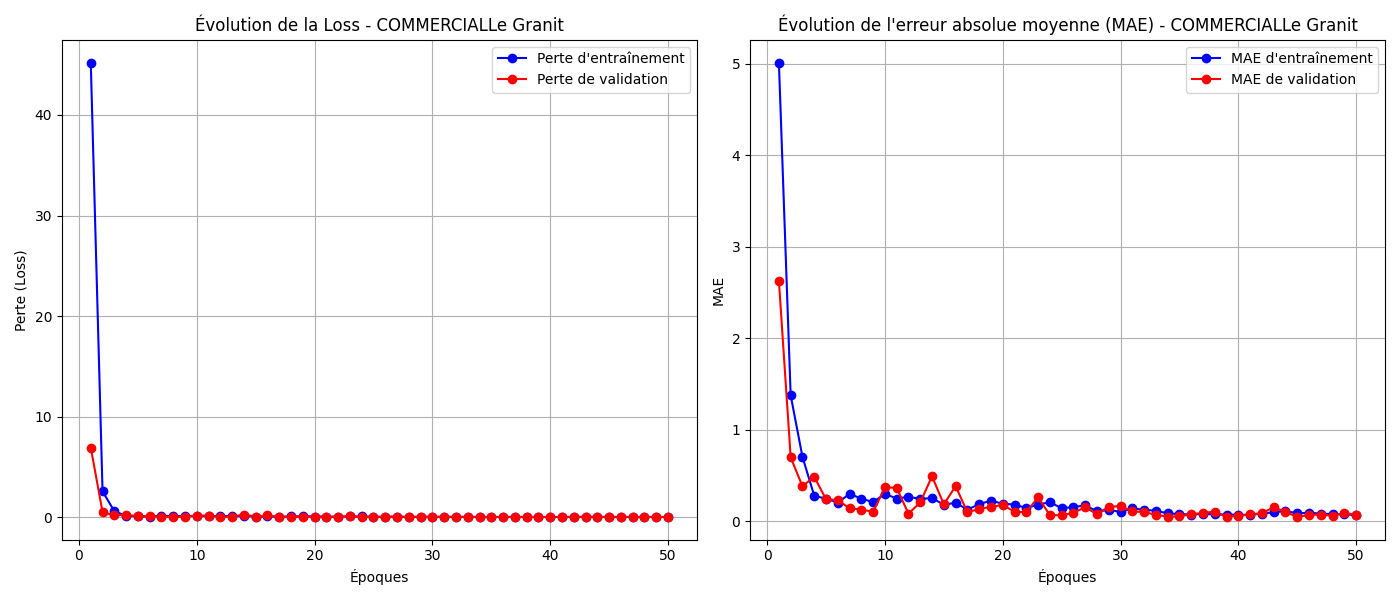 Évolution de la Loss - COMMERCIALLe Granit
Perte d'entraînement
Perte de validation
Perte (Loss)
40
30
20
10
0
0 10 20 30 40 50
Époques
Évolution de l'erreur absolue moyenne (MAE) - COMMERCIALLe Granit
MAE d'entraînement
MAE de validation
MAE
5
4
3
2
1
0
0 10 20 30 40 50
Époques